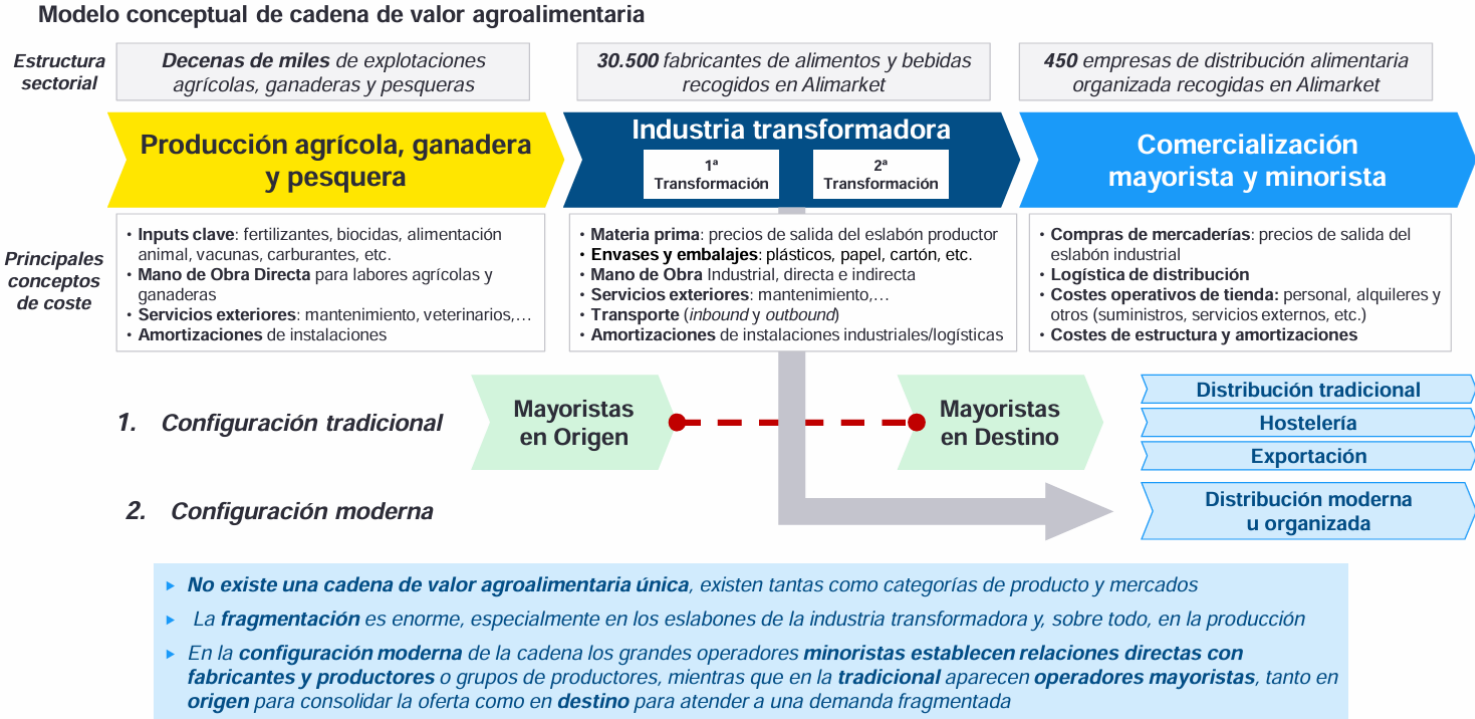 Modelo conceptual de cadena de valor agroalimentaria
Estructura
sectorial
Decenas de miles de explotaciones
agrícolas, ganaderas y pesqueras
30.500 fabricantes de alimentos y bebidas
recogidos en Alimarket
450 empresas de distribución alimentaria
organizada recogidas en Alimarket
Producción agrícola, ganadera
y pesquera
Industria transformadora
1ª
Transformación
2ª
Transformación
Comercialización
mayorista y minorista
Principales
conceptos
de coste
• Inputs clave: fertilizantes, biocidas, alimentación
animal, vacunas, carburantes, etc.
• Mano de Obra Directa para labores agrícolas y
ganaderas
• Servicios exteriores: mantenimiento, veterinarios,…
• Amortizaciones de instalaciones
• Materia prima: precios de salida del eslabón productor
• Envases y embalajes: plásticos, papel, cartón, etc.
• Mano de Obra Industrial, directa e indirecta
• Servicios exteriores: mantenimiento,…
• Transporte (inbound y outbound)
• Amortizaciones de instalaciones industriales/logísticas
• Compras de mercaderías: precios de salida del
eslabón industrial
• Logística de distribución
• Costes operativos de tienda: personal, alquileres y
otros (suministros, servicios externos, etc.)
• Costes de estructura y amortizaciones
1. Configuración tradicional
Mayoristas
en Origen
Mayoristas
en Destino
Distribución tradicional
Hostelería
Exportación
2. Configuración moderna
Distribución moderna
u organizada
▸ No existe una cadena de valor agroalimentaria única, existen tantas como categorías de producto y mercados
▸ La fragmentación es enorme, especialmente en los eslabones de la industria transformadora y, sobre todo, en la producción
▸ En la configuración moderna de la cadena los grandes operadores minoristas establecen relaciones directas con
fabricantes y productores o grupos de productores, mientras que en la tradicional aparecen operadores mayoristas, tanto en
origen para consolidar la oferta como en destino para atender a una demanda fragmentada